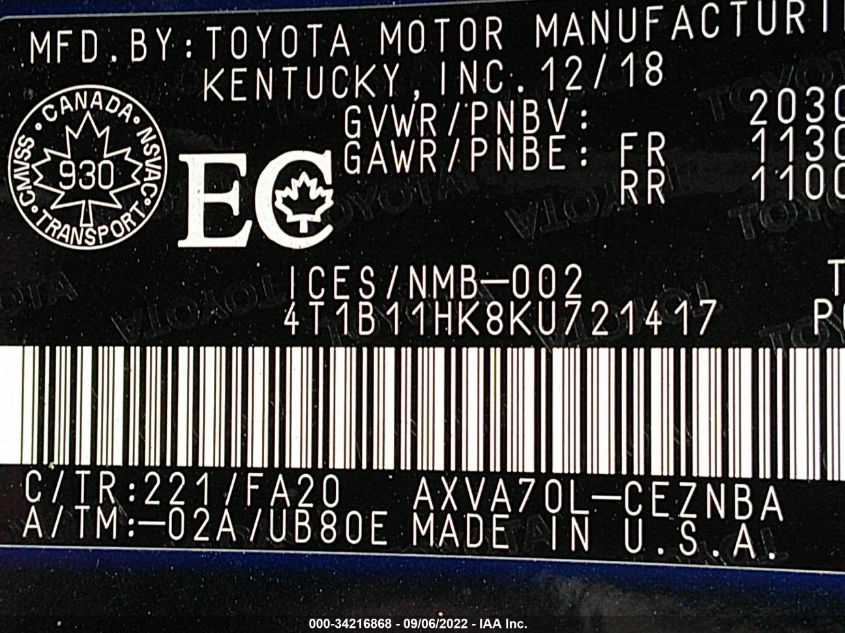 MFD. BY: TOYOTA MOTOR MANUFACTURI
KENTUCKY, INC. 12/18
GVWR/PNBV: 2030
GAWR/PNBE: FR 1130
RR 1100
CANADA
CMVSS 930 NSVAC
TRANSPORT
EC
ICES/NMB-002 T
4T1B11HK8KU721417 P
C/TR:221/FA20 AXVA70L-CEZNBA
A/TM:-02A/UB80E MADE IN U.S.A.
000-34216868 - 09/06/2022 - IAA Inc.